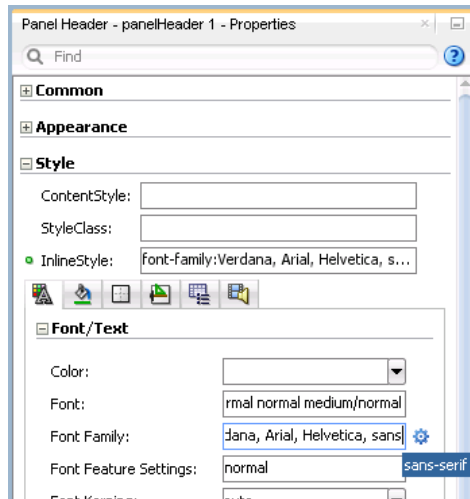 Panel Header - panelHeader 1 - Properties
Find
Common
Appearance
Style
ContentStyle:
StyleClass:
InlineStyle: font-family:Verdana, Arial, Helvetica, s...
Font/Text
Color:
Font: rmal normal medium/normal
Font Family: dana, Arial, Helvetica, sans
sans-serif
Font Feature Settings: normal